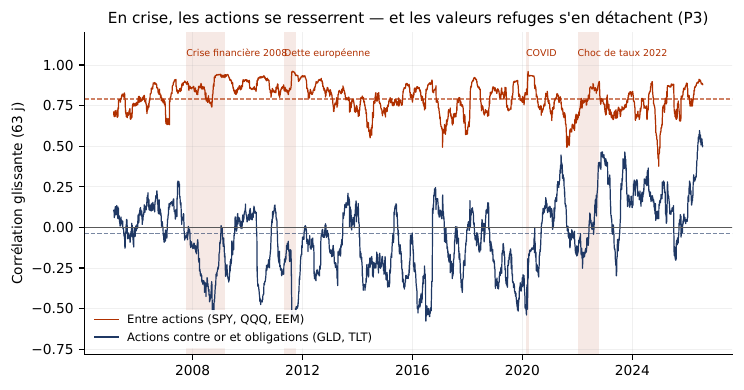 En crise, les actions se resserrent — et les valeurs refuges s'en détachent (P3)
Crise financière 2008
Dette européenne
COVID
Choc de taux 2022
Corrélation glissante (63 j)
1.00
0.75
0.50
0.25
0.00
−0.25
−0.50
−0.75
Entre actions (SPY, QQQ, EEM)
Actions contre or et obligations (GLD, TLT)
2008
2012
2016
2020
2024